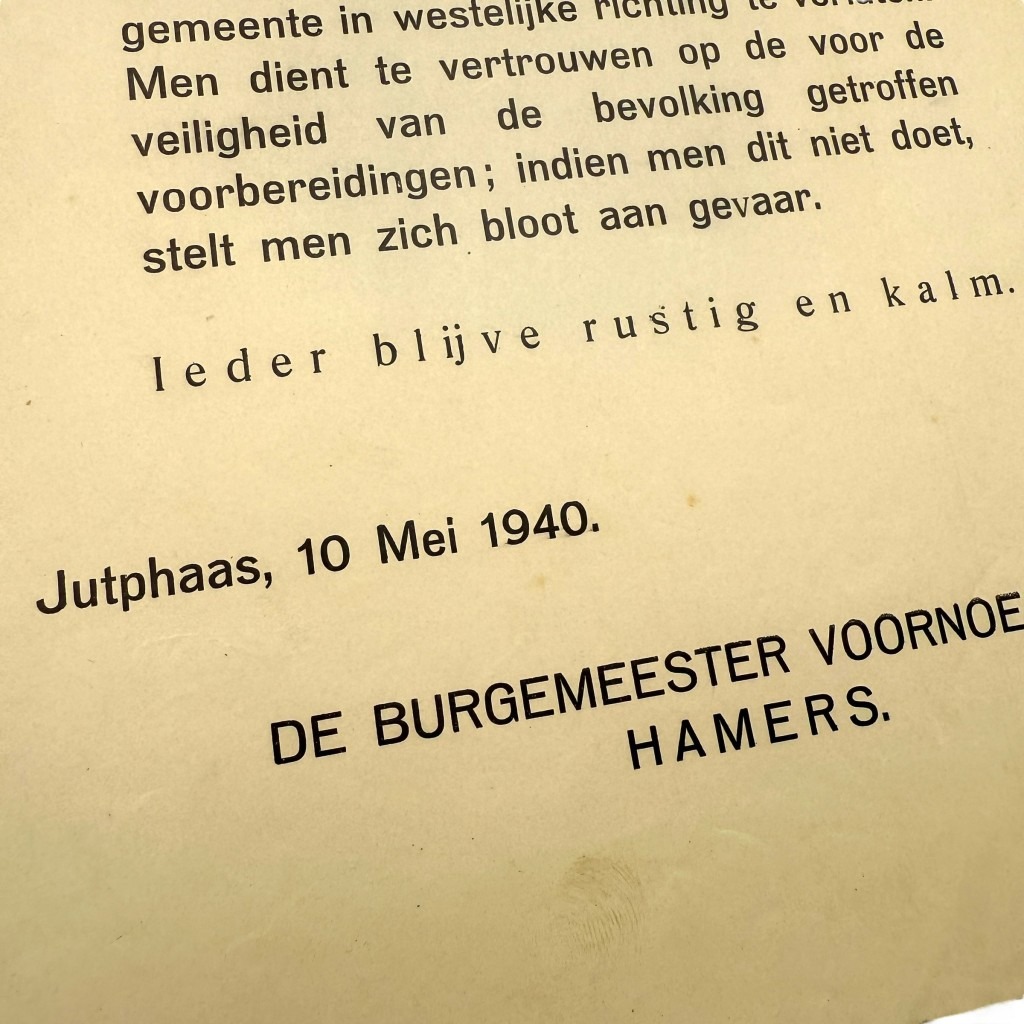 gemeente in westelijke richting te
Men dient te vertrouwen op de voor de
veiligheid van de bevolking getroffen
voorbereidingen; indien men dit niet doet,
stelt men zich bloot aan gevaar.
Ieder blijve rustig en kalm.
Jutphaas, 10 Mei 1940.
DE BURGEMEESTER VOORNOE
HAMERS.